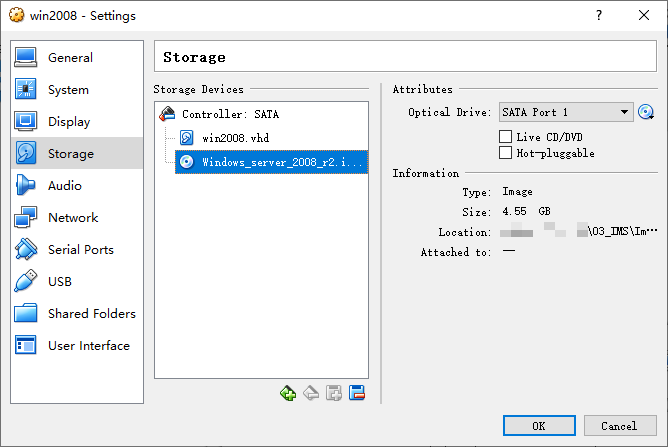 win2008 - Settings
?
General
System
Display
Storage
Audio
Network
Serial Ports
USB
Shared Folders
User Interface
Storage
Storage Devices
Controller: SATA
win2008.vhd
Windows_server_2008_r2.i...
Attributes
Optical Drive: SATA Port 1
Live CD/DVD
Hot-pluggable
Information
Type: Image
Size: 4.55 GB
Location: \03_IMS\Im...
Attached to: —
OK
Cancel